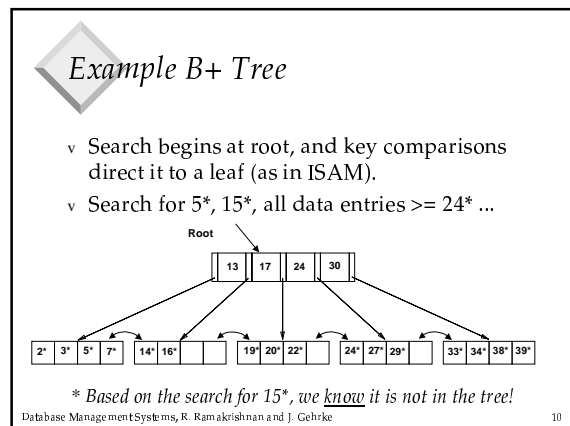 Example B+ Tree
v Search begins at root, and key comparisons
direct it to a leaf (as in ISAM).
v Search for 5*, 15*, all data entries >= 24* ...
Root
13 17 24 30
2* 3* 5* 7* 14* 16* 19* 20* 22* 24* 27* 29* 33* 34* 38* 39*
* Based on the search for 15*, we know it is not in the tree!
Database Management Systems, R. Ramakrishnan and J. Gehrke 10